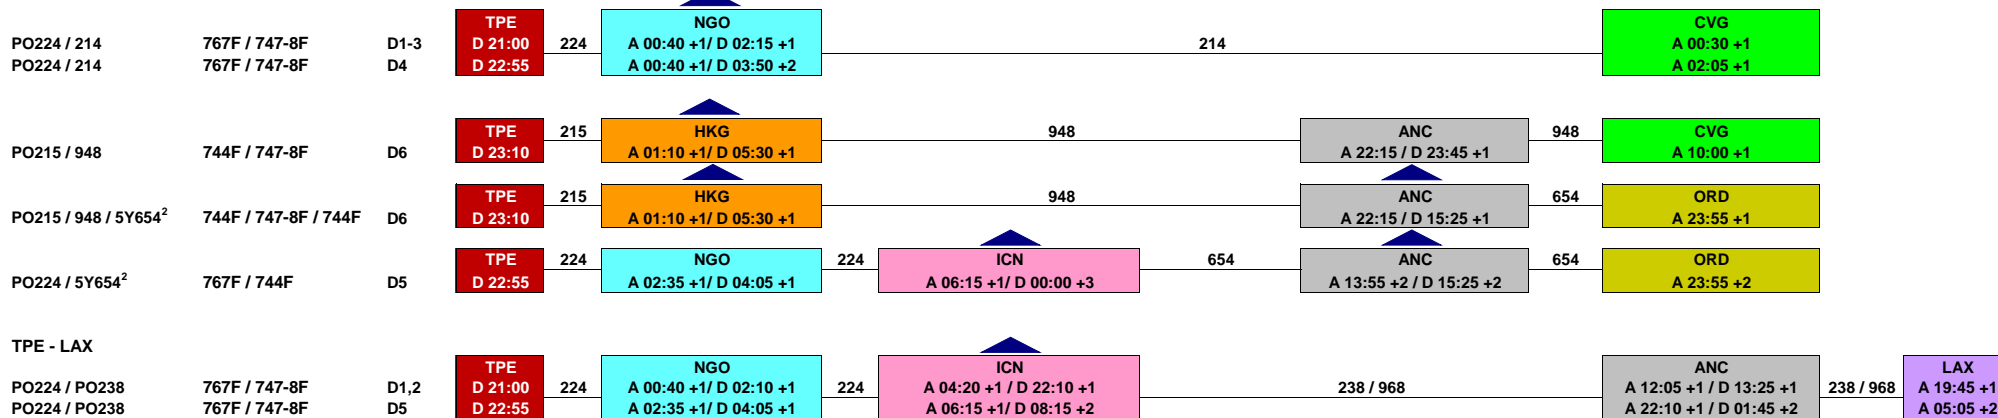 TPE NGO CVG
PO224 / 214 767F / 747-8F D1-3 D 21:00 224 A 00:40 +1/ D 02:15 +1 214 A 00:30 +1
PO224 / 214 767F / 747-8F D4 D 22:55 A 00:40 +1/ D 03:50 +2 A 02:05 +1
TPE 215 HKG 948 ANC 948 CVG
PO215 / 948 744F / 747-8F D6 D 23:10 A 01:10 +1/ D 05:30 +1 A 22:15 / D 23:45 +1 A 10:00 +1
TPE 215 HKG 948 ANC 654 ORD
PO215 / 948 / 5Y654² 744F / 747-8F / 744F D6 D 23:10 A 01:10 +1/ D 05:30 +1 A 22:15 / D 15:25 +1 A 23:55 +1
TPE 224 NGO 224 ICN 654 ANC 654 ORD
PO224 / 5Y654² 767F / 744F D5 D 22:55 A 02:35 +1/ D 04:05 +1 A 06:15 +1/ D 00:00 +3 A 13:55 +2 / D 15:25 +2 A 23:55 +2
TPE - LAX
TPE NGO ICN ANC LAX
PO224 / PO238 767F / 747-8F D1,2 D 21:00 224 A 00:40 +1/ D 02:10 +1 224 A 04:20 +1 / D 22:10 +1 238 / 968 A 12:05 +1 / D 13:25 +1 238 / 968 A 19:45 +1
PO224 / PO238 767F / 747-8F D5 D 22:55 A 02:35 +1/ D 04:05 +1 A 06:15 +1/ D 08:15 +2 A 22:10 +1 / D 01:45 +2 A 05:05 +2